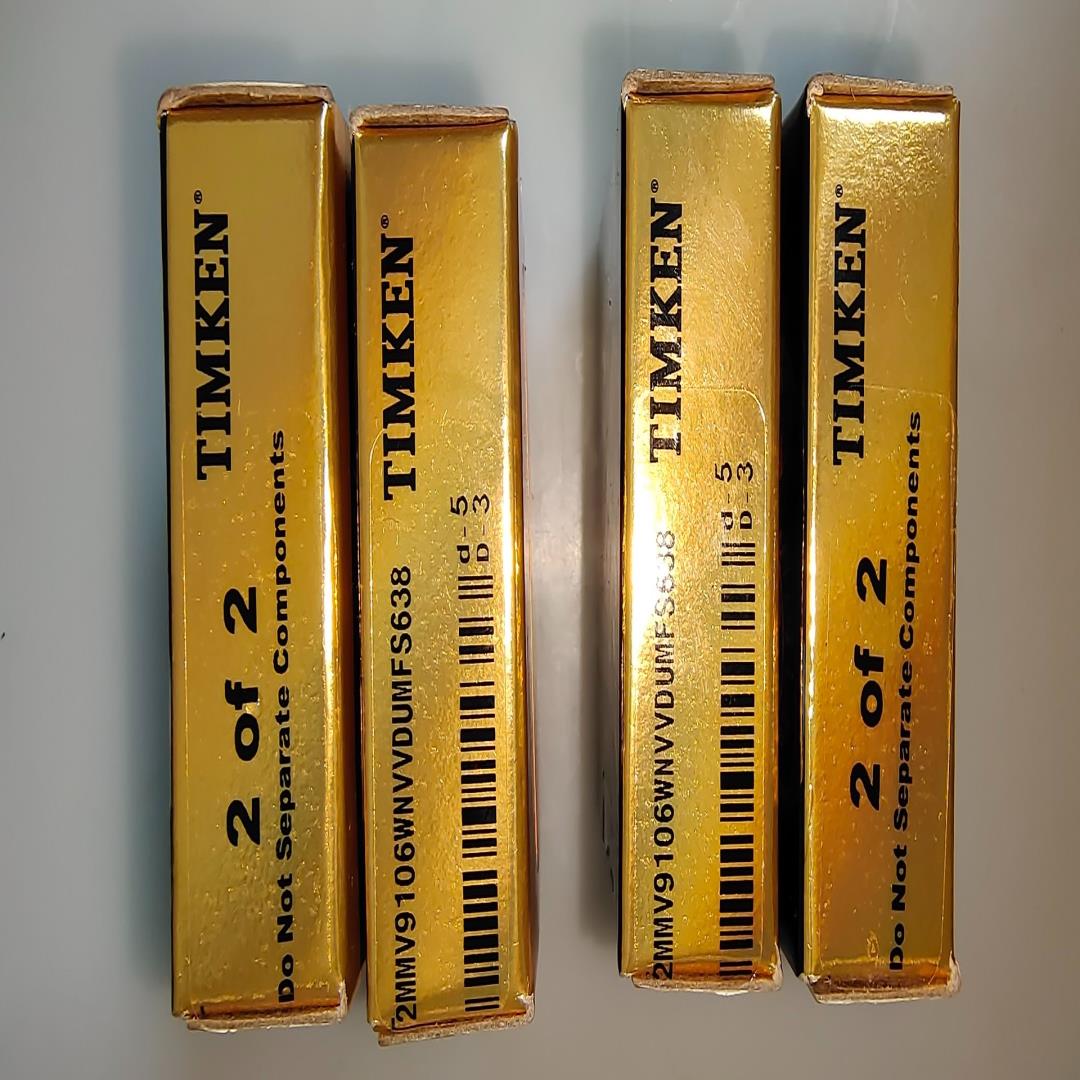 TIMKEN®
2 of 2
Do Not Separate Components
TIMKEN®
2MMV9106WNVVDUMFS638
d-5
D-3
TIMKEN®
2MMV9106WNVVDUMFS638
d-5
D-3
TIMKEN®
2 of 2
Do Not Separate Components